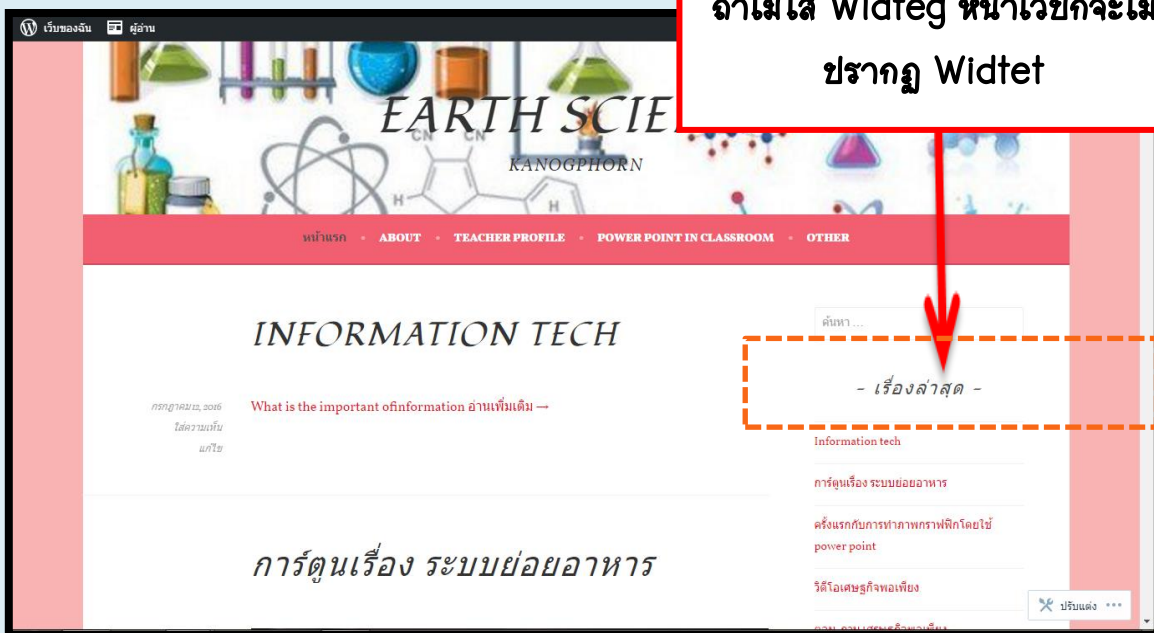 ถ้าไม่ใส่ Widteg หน้าเว็บก็จะไม่
ปรากฏ Widtet
เว็บของฉัน ผู้อ่าน
EARTH SCIE
KANOGPHORN
CN CN
H H
หน้าแรก ABOUT TEACHER PROFILE POWER POINT IN CLASSROOM OTHER
INFORMATION TECH
กรกฎาคม 12, 2016
ใส่ความเห็น
แก้ไข
What is the important ofinformation อ่านเพิ่มเติม →
การ์ตูนเรื่อง ระบบย่อยอาหาร
ค้นหา …
– เรื่องล่าสุด –
Information tech
การ์ตูนเรื่อง ระบบย่อยอาหาร
ครั้งแรกกับการทำภาพกราฟฟิกโดยใช้
power point
วิดีโอเศษฐกิจพอเพียง
ปรับแต่ง